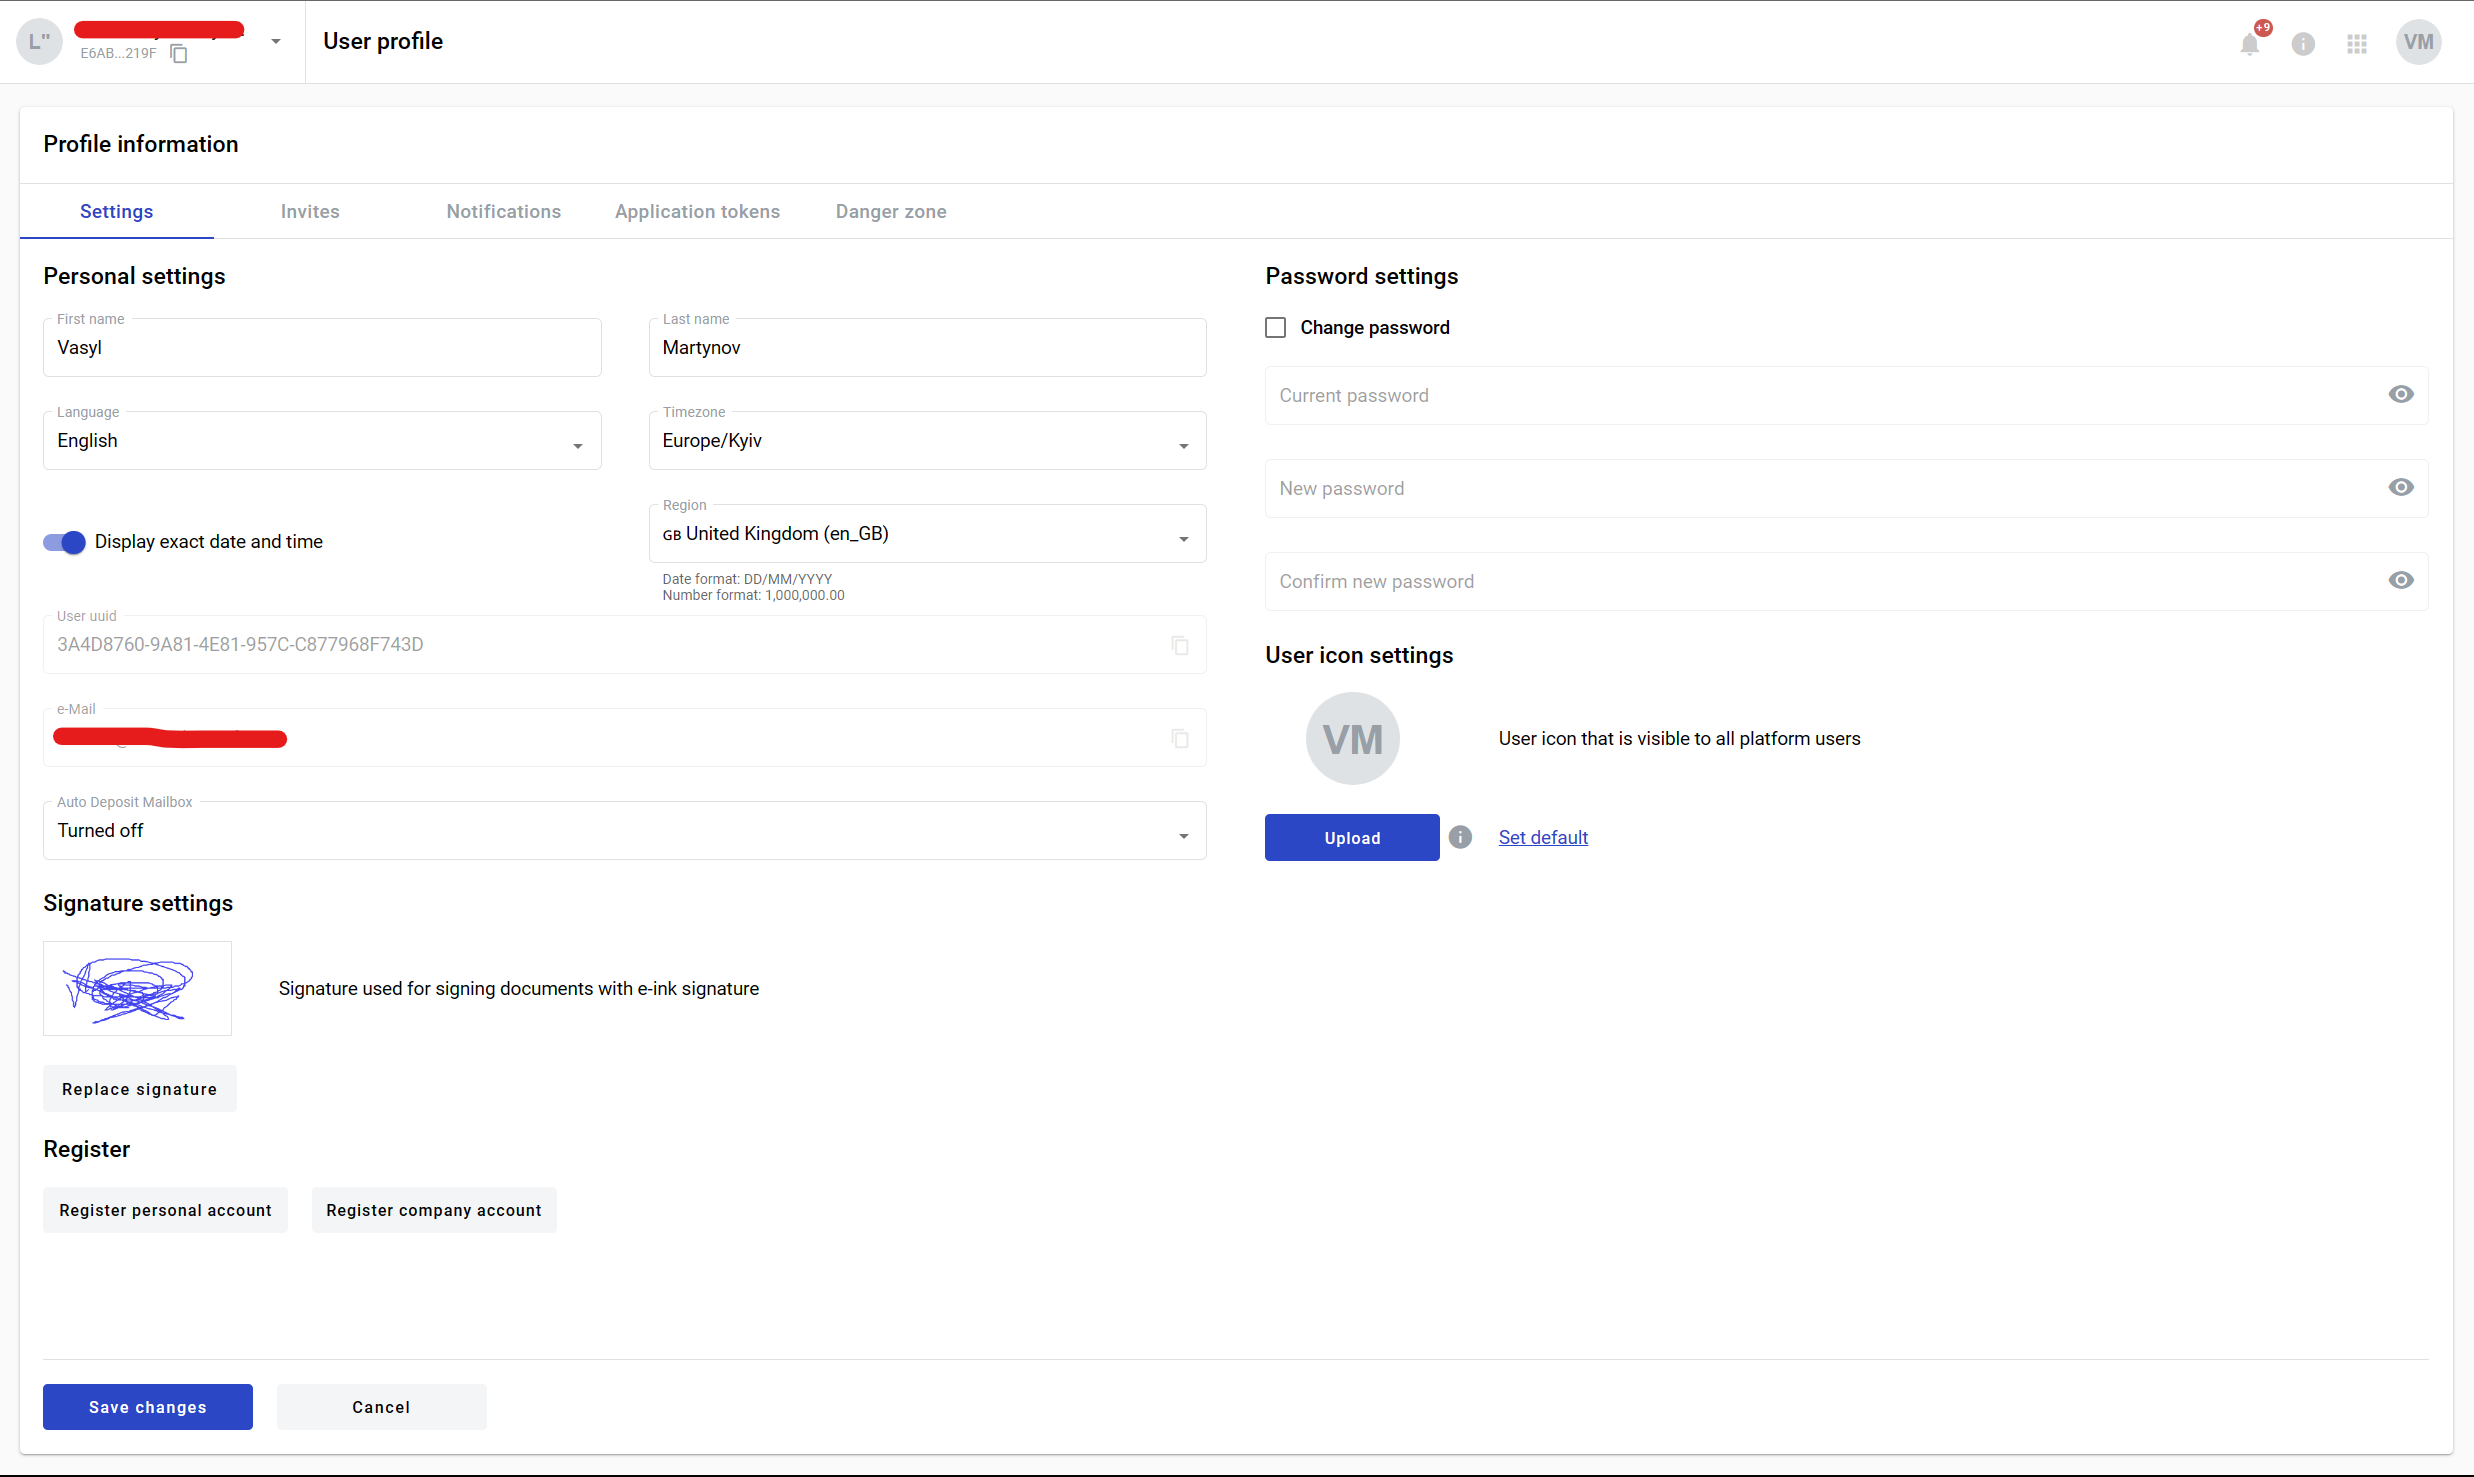 L"
E6AB...219F
User profile
+9
VM
Profile information
Settings
Invites
Notifications
Application tokens
Danger zone
Personal settings
First name
Vasyl
Last name
Martynov
Language
English
Timezone
Europe/Kyiv
Display exact date and time
Region
GB United Kingdom (en_GB)
Date format: DD/MM/YYYY
Number format: 1,000,000.00
User uuid
3A4D8760-9A81-4E81-957C-C877968F743D
e-Mail
Auto Deposit Mailbox
Turned off
Signature settings
Signature used for signing documents with e-ink signature
Replace signature
Register
Register personal account
Register company account
Password settings
Change password
Current password
New password
Confirm new password
User icon settings
VM
User icon that is visible to all platform users
Upload
Set default
Save changes
Cancel